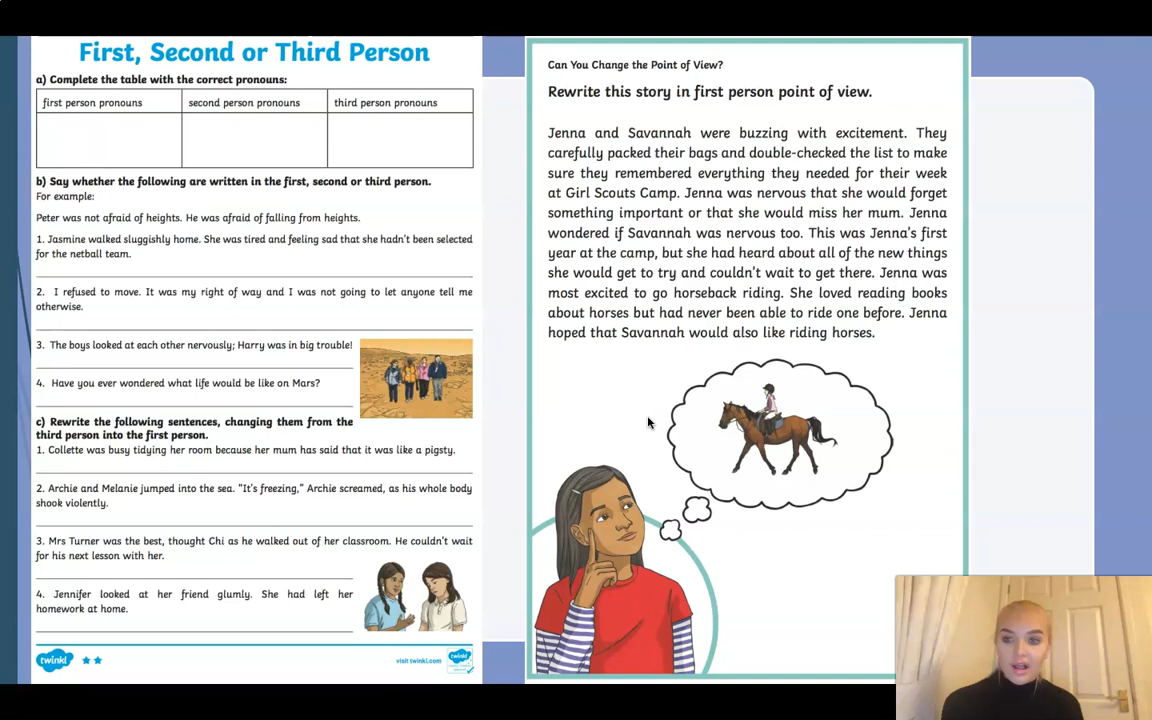 First, Second or Third Person
a) Complete the table with the correct pronouns:
first person pronouns second person pronouns third person pronouns
b) Say whether the following are written in the first, second or third person.
For example:
Peter was not afraid of heights. He was afraid of falling from heights.
1. Jasmine walked sluggishly home. She was tired and feeling sad that she hadn't been selected
for the netball team.
2. I refused to move. It was my right of way and I was not going to let anyone tell me
otherwise.
3. The boys looked at each other nervously; Harry was in big trouble!
4. Have you ever wondered what life would be like on Mars?
c) Rewrite the following sentences, changing them from the
third person into the first person.
1. Collette was busy tidying her room because her mum has said that it was like a pigsty.
2. Archie and Melanie jumped into the sea. "It's freezing," Archie screamed, as his whole body
shook violently.
3. Mrs Turner was the best, thought Chi as he walked out of her classroom. He couldn't wait
for his next lesson with her.
4. Jennifer looked at her friend glumly. She had left her
homework at home.
twinkl
visit twinkl.com
twinkl
Can You Change the Point of View?
Rewrite this story in first person point of view.
Jenna and Savannah were buzzing with excitement. They
carefully packed their bags and double-checked the list to make
sure they remembered everything they needed for their week
at Girl Scouts Camp. Jenna was nervous that she would forget
something important or that she would miss her mum. Jenna
wondered if Savannah was nervous too. This was Jenna's first
year at the camp, but she had heard about all of the new things
she would get to try and couldn't wait to get there. Jenna was
most excited to go horseback riding. She loved reading books
about horses but had never been able to ride one before. Jenna
hoped that Savannah would also like riding horses.